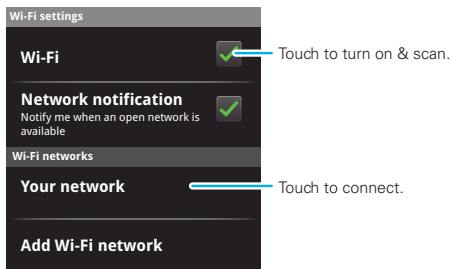 Wi-Fi settings
Wi-Fi
Touch to turn on & scan.
Network notification
Notify me when an open network is
available
Wi-Fi networks
Your network
Touch to connect.
Add Wi-Fi network